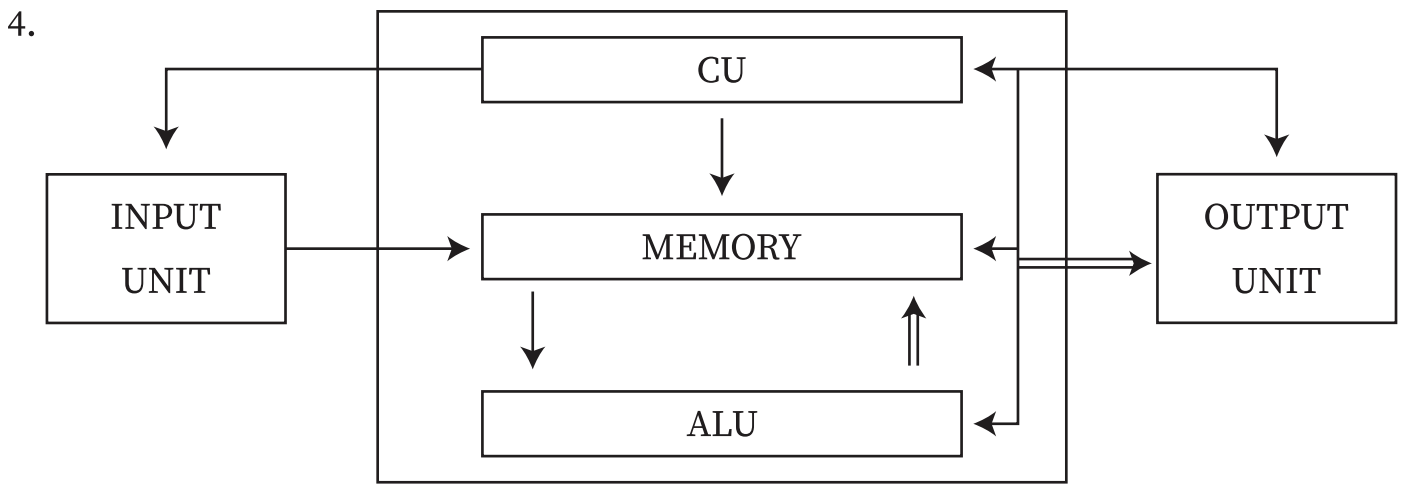 4.
CU
INPUT
UNIT
MEMORY
OUTPUT
UNIT
ALU